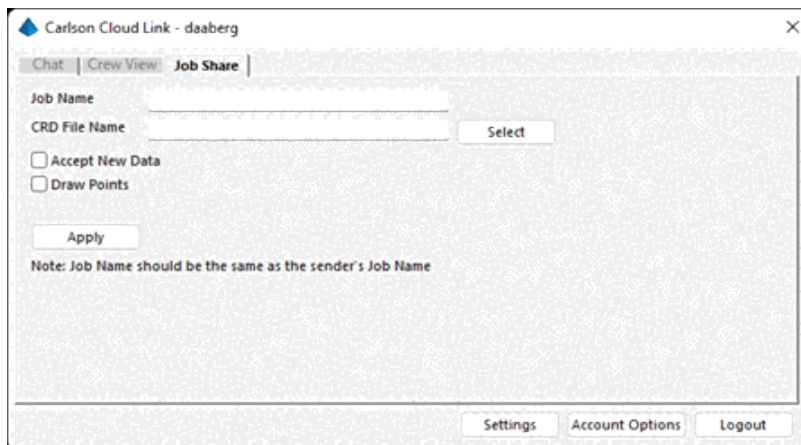 Carlson Cloud Link - daaberg
Chat Crew View Job Share
Job Name
CRD File Name Select
Accept New Data
Draw Points
Apply
Note: Job Name should be the same as the sender's Job Name
Settings Account Options Logout